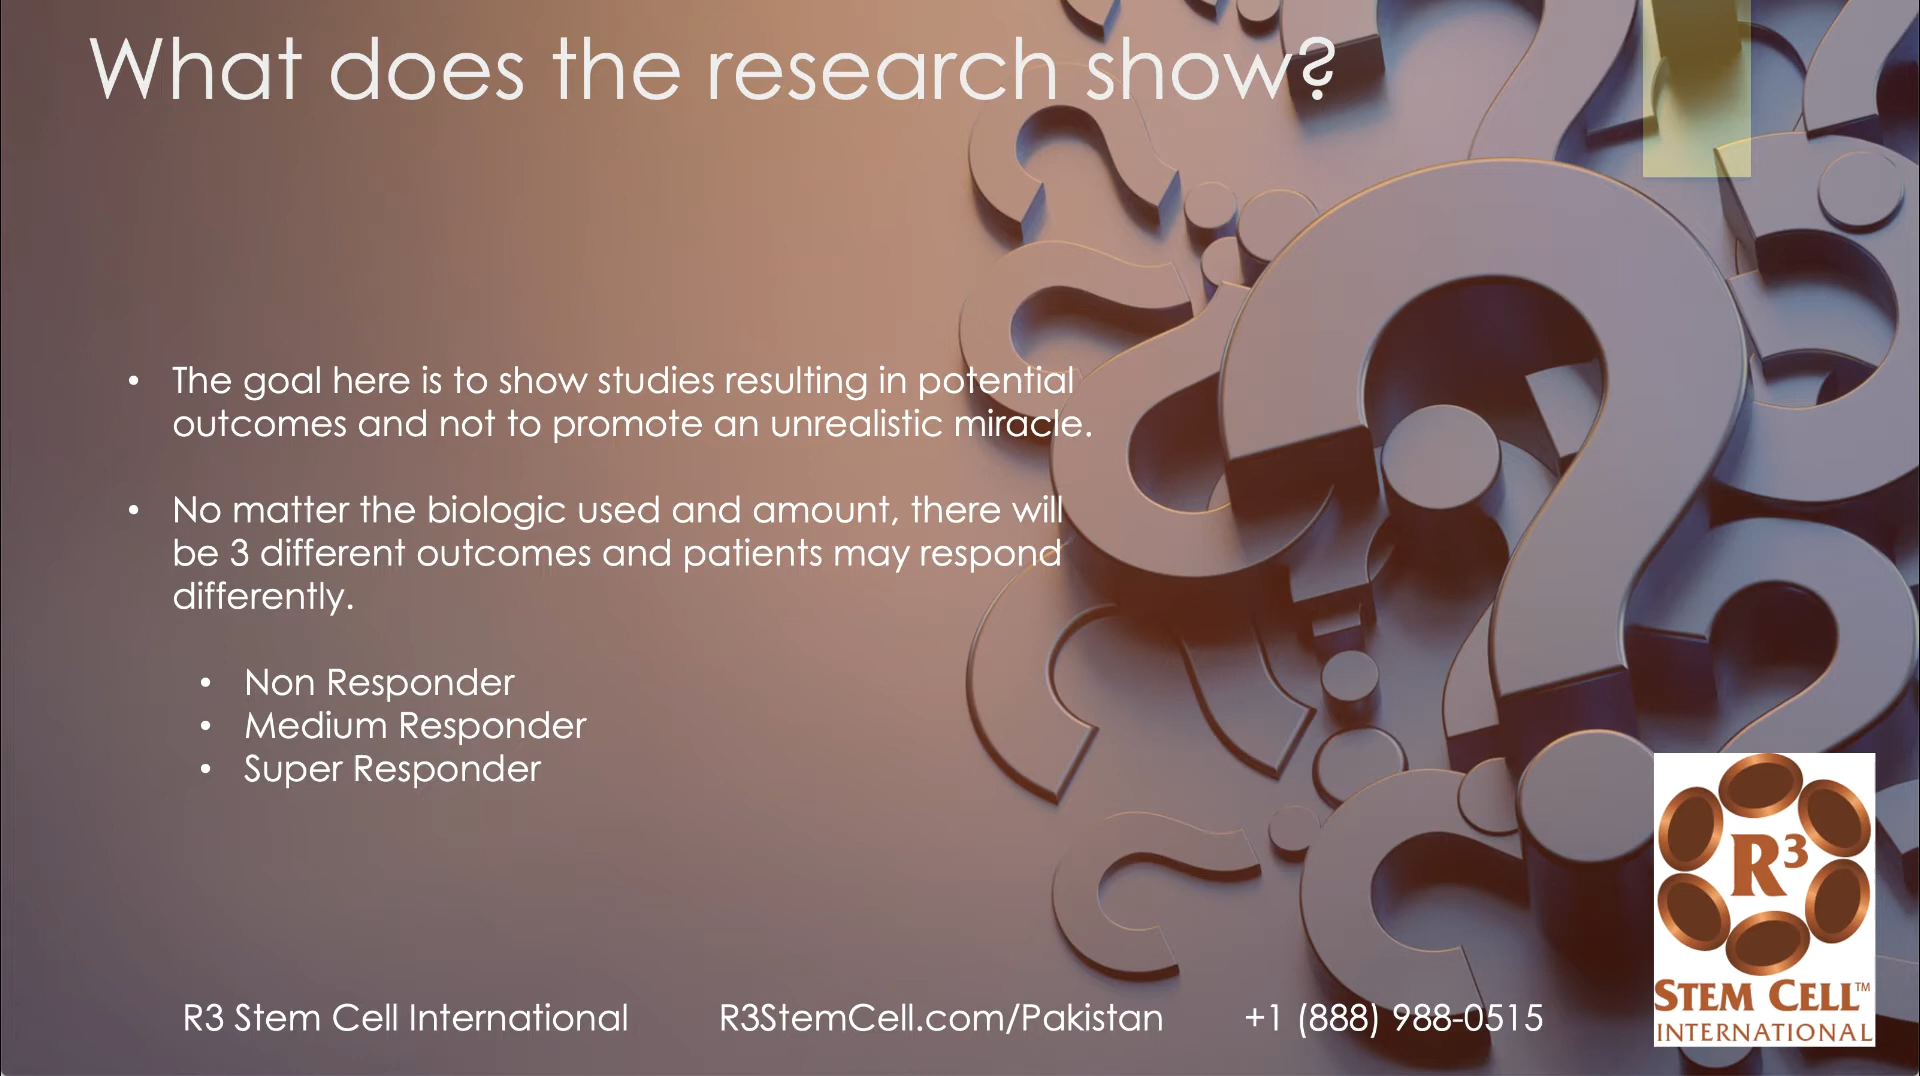 What does the research show?
• The goal here is to show studies resulting in potential
outcomes and not to promote an unrealistic miracle.
• No matter the biologic used and amount, there will
be 3 different outcomes and patients may respond
differently.
• Non Responder
• Medium Responder
• Super Responder
R3 Stem Cell International R3StemCell.com/Pakistan +1 (888) 988-0515
R³
STEM CELL™
INTERNATIONAL